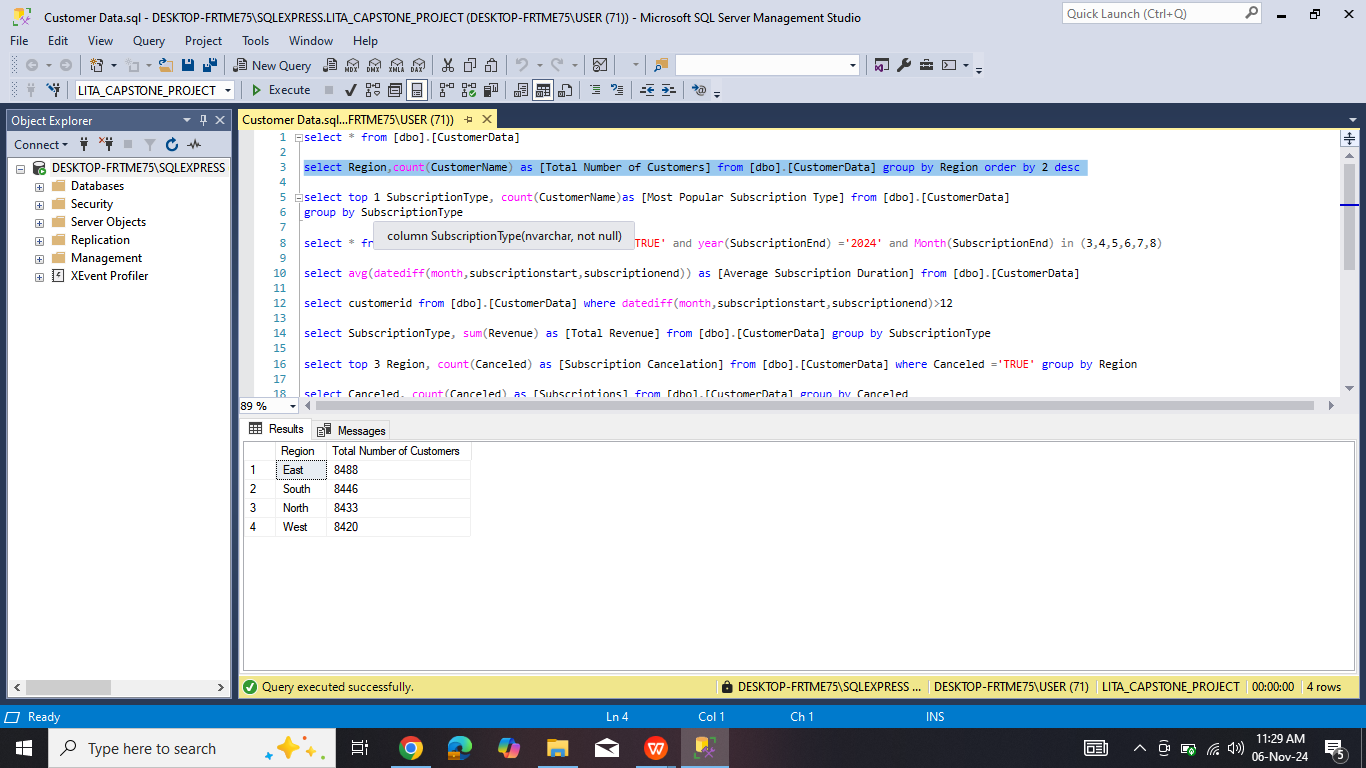 Customer Data.sql - DESKTOP-FRTME75\SQLEXPRESS.LITA_CAPSTONE_PROJECT (DESKTOP-FRTME75\USER (71)) - Microsoft SQL Server Management Studio
Quick Launch (Ctrl+Q)
File Edit View Query Project Tools Window Help
New Query MDX DMX XMLA DAX
LITA_CAPSTONE_PROJECT Execute
Object Explorer
Connect
DESKTOP-FRTME75\SQLEXPRESS
Databases
Security
Server Objects
Replication
Management
XEvent Profiler
Customer Data.sql...FRTME75\USER (71))
1 select * from [dbo].[CustomerData]
2
3 select Region,count(CustomerName) as [Total Number of Customers] from [dbo].[CustomerData] group by Region order by 2 desc
4
5 select top 1 SubscriptionType, count(CustomerName)as [Most Popular Subscription Type] from [dbo].[CustomerData]
6 group by SubscriptionType
7
column SubscriptionType(nvarchar, not null)
8 select * TRUE' and year(SubscriptionEnd) ='2024' and Month(SubscriptionEnd) in (3,4,5,6,7,8)
9
10 select avg(datediff(month,subscriptionstart,subscriptionend)) as [Average Subscription Duration] from [dbo].[CustomerData]
11
12 select customerid from [dbo].[CustomerData] where datediff(month,subscriptionstart,subscriptionend)>12
13
14 select SubscriptionType, sum(Revenue) as [Total Revenue] from [dbo].[CustomerData] group by SubscriptionType
15
16 select top 3 Region, count(Canceled) as [Subscription Cancelation] from [dbo].[CustomerData] where Canceled ='TRUE' group by Region
17
18 select Canceled, count(Canceled) as [Subscriptions] from [dbo].[CustomerData] group by Canceled
89 %
Results Messages
Region Total Number of Customers
1 East 8488
2 South 8446
3 North 8433
4 West 8420
Query executed successfully. DESKTOP-FRTME75\SQLEXPRESS ... DESKTOP-FRTME75\USER (71) LITA_CAPSTONE_PROJECT 00:00:00 4 rows
Ready Ln 4 Col 1 Ch 1 INS
Type here to search
11:29 AM
06-Nov-24
5